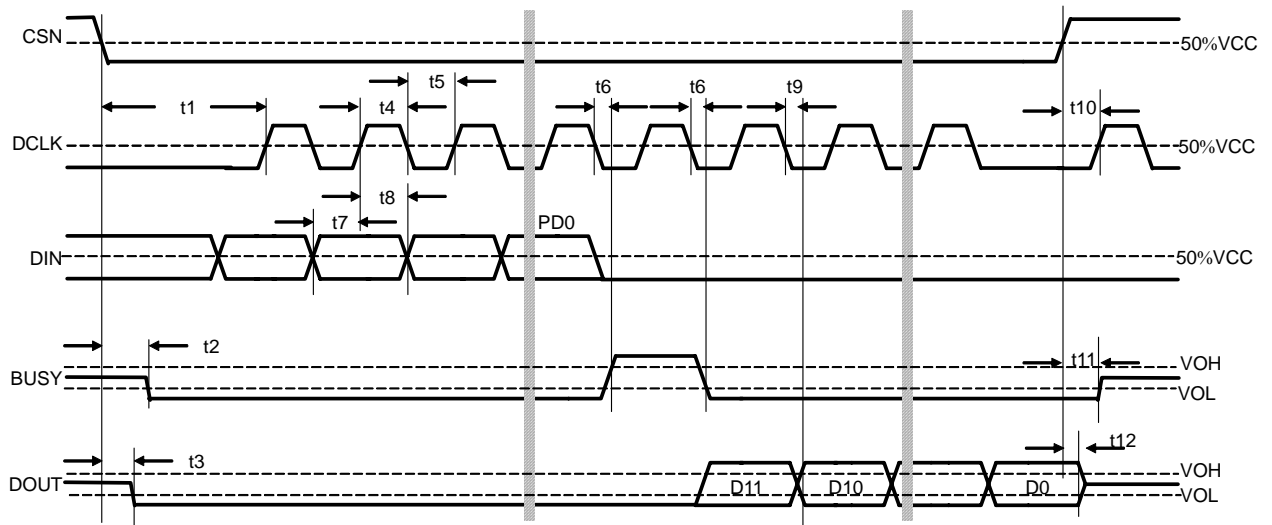 CSN
50%VCC
t5
t6
t6
t9
t1
t4
t10
DCLK
50%VCC
t8
t7
PD0
DIN
50%VCC
t2
t11
VOH
BUSY
VOL
t3
t12
DOUT
D11
D10
D0
VOH
VOL